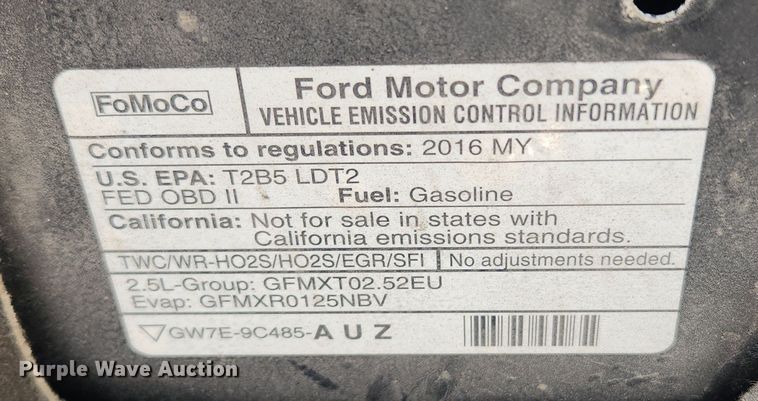 FoMoCo
Ford Motor Company
VEHICLE EMISSION CONTROL INFORMATION
Conforms to regulations: 2016 MY
U.S. EPA: T2B5 LDT2
FED OBD II Fuel: Gasoline
California: Not for sale in states with
California emissions standards.
TWC/WR-HO2S/HO2S/EGR/SFI No adjustments needed.
2.5L-Group: GFMXT02.52EU
Evap: GFMXR0125NBV
GW7E-9C485-AUZ
Purple Wave Auction